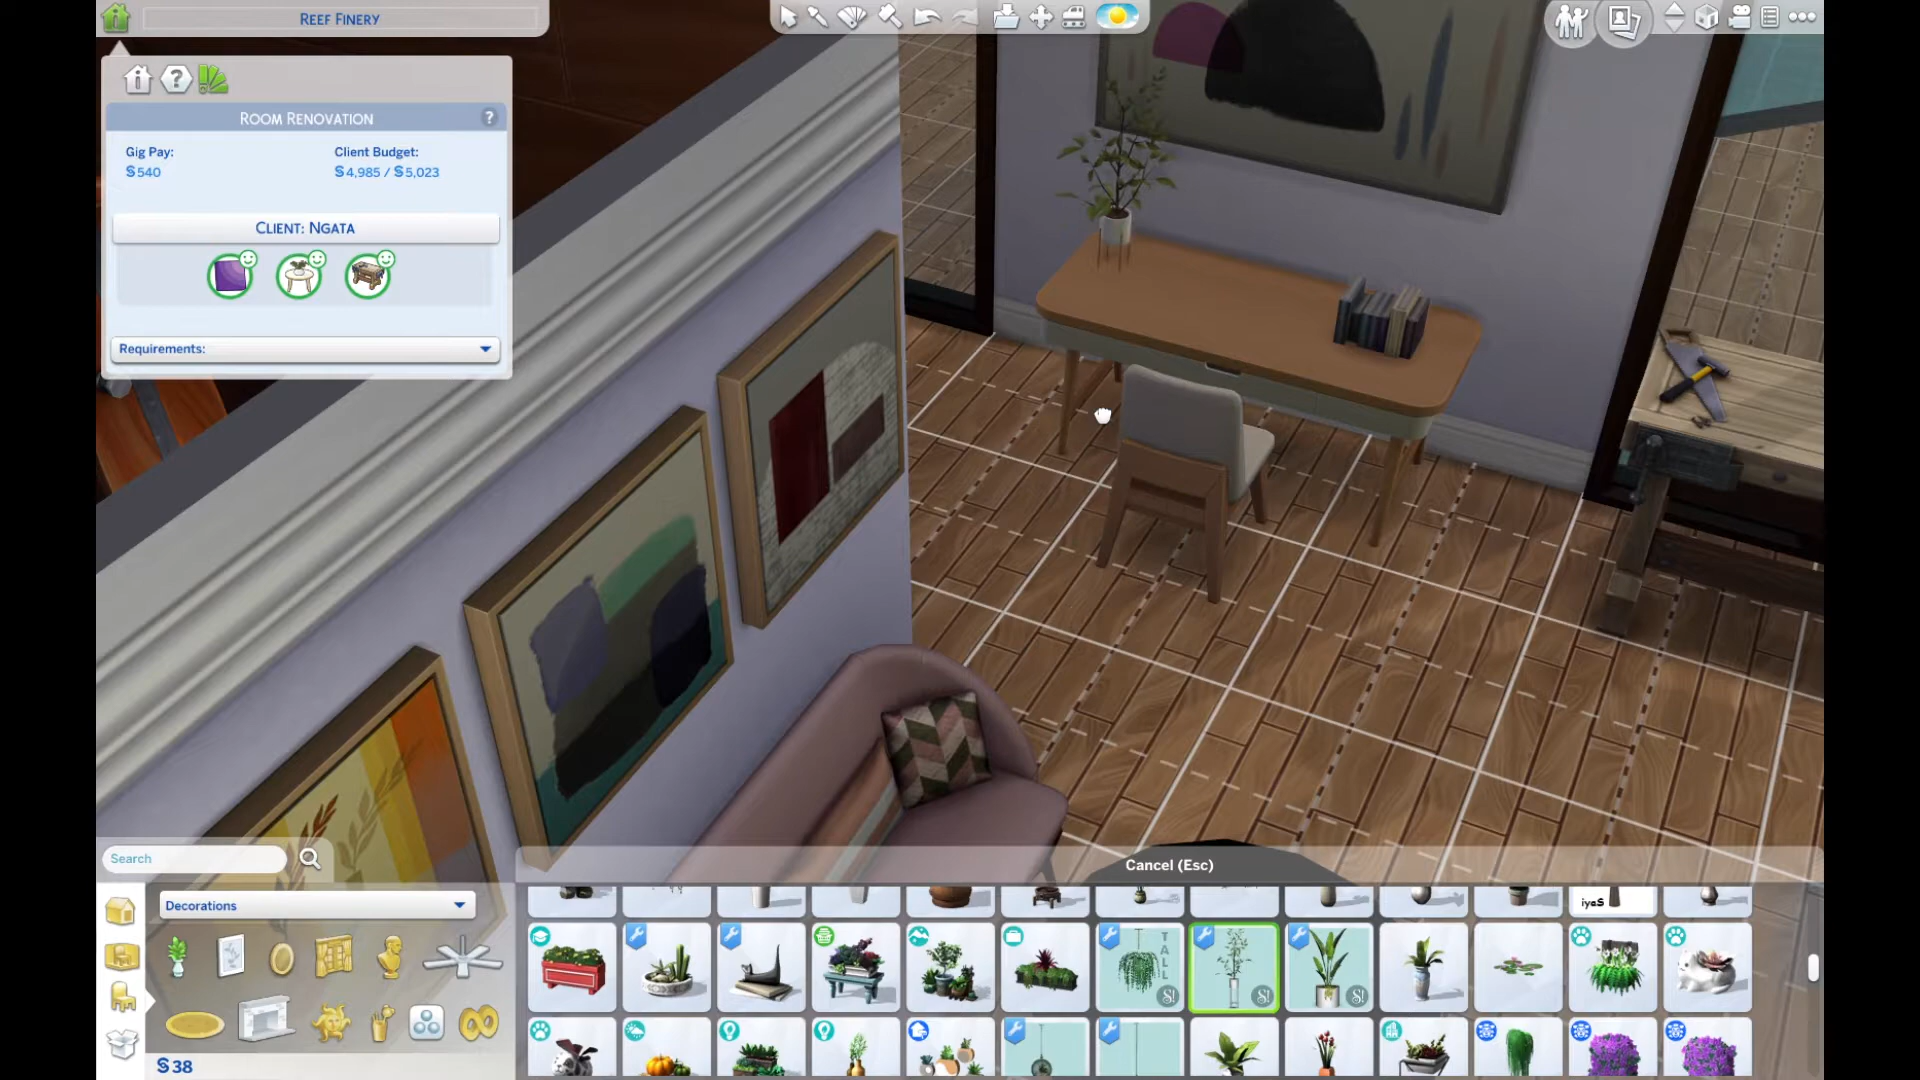 REEF FINERY
ROOM RENOVATION
?
?
Gig Pay:
Client Budget:
§540
§4,985 / §5,023
CLIENT: NGATA
Requirements:
Search
Cancel (Esc)
Decorations
TALL
§38